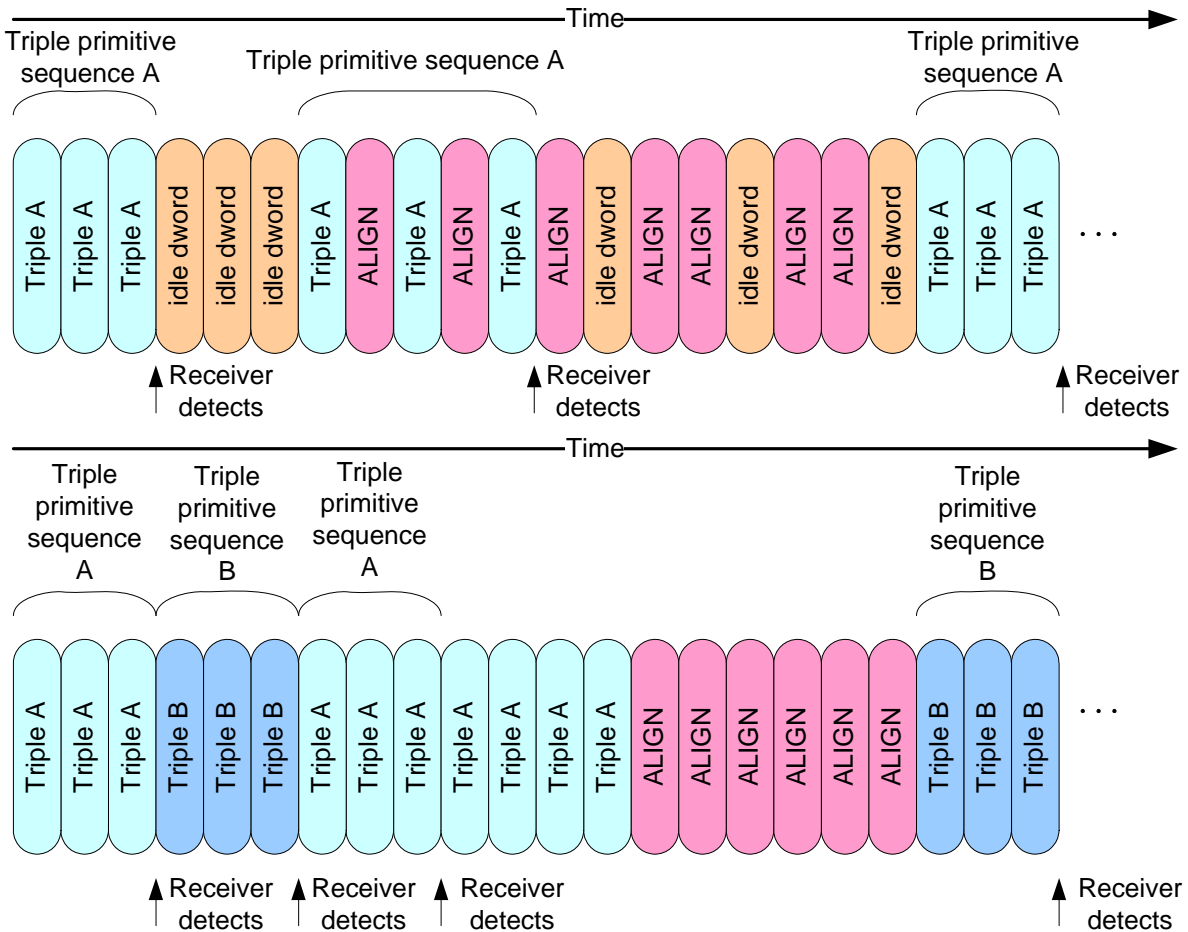 Time
Triple primitive
sequence A
Triple primitive sequence A
Triple primitive
sequence A
Triple A
Triple A
Triple A
idle dword
idle dword
idle dword
Triple A
ALIGN
Triple A
ALIGN
Triple A
ALIGN
idle dword
ALIGN
ALIGN
idle dword
ALIGN
ALIGN
idle dword
Triple A
Triple A
Triple A
. . .
Receiver
detects
Receiver
detects
Receiver
detects
Time
Triple
primitive
sequence
A
Triple
primitive
sequence
B
Triple
primitive
sequence
A
Triple
primitive
sequence
B
Triple A
Triple A
Triple A
Triple B
Triple B
Triple B
Triple A
Triple A
Triple A
Triple A
Triple A
Triple A
Triple A
ALIGN
ALIGN
ALIGN
ALIGN
ALIGN
ALIGN
Triple B
Triple B
Triple B
. . .
Receiver
detects
Receiver
detects
Receiver
detects
Receiver
detects